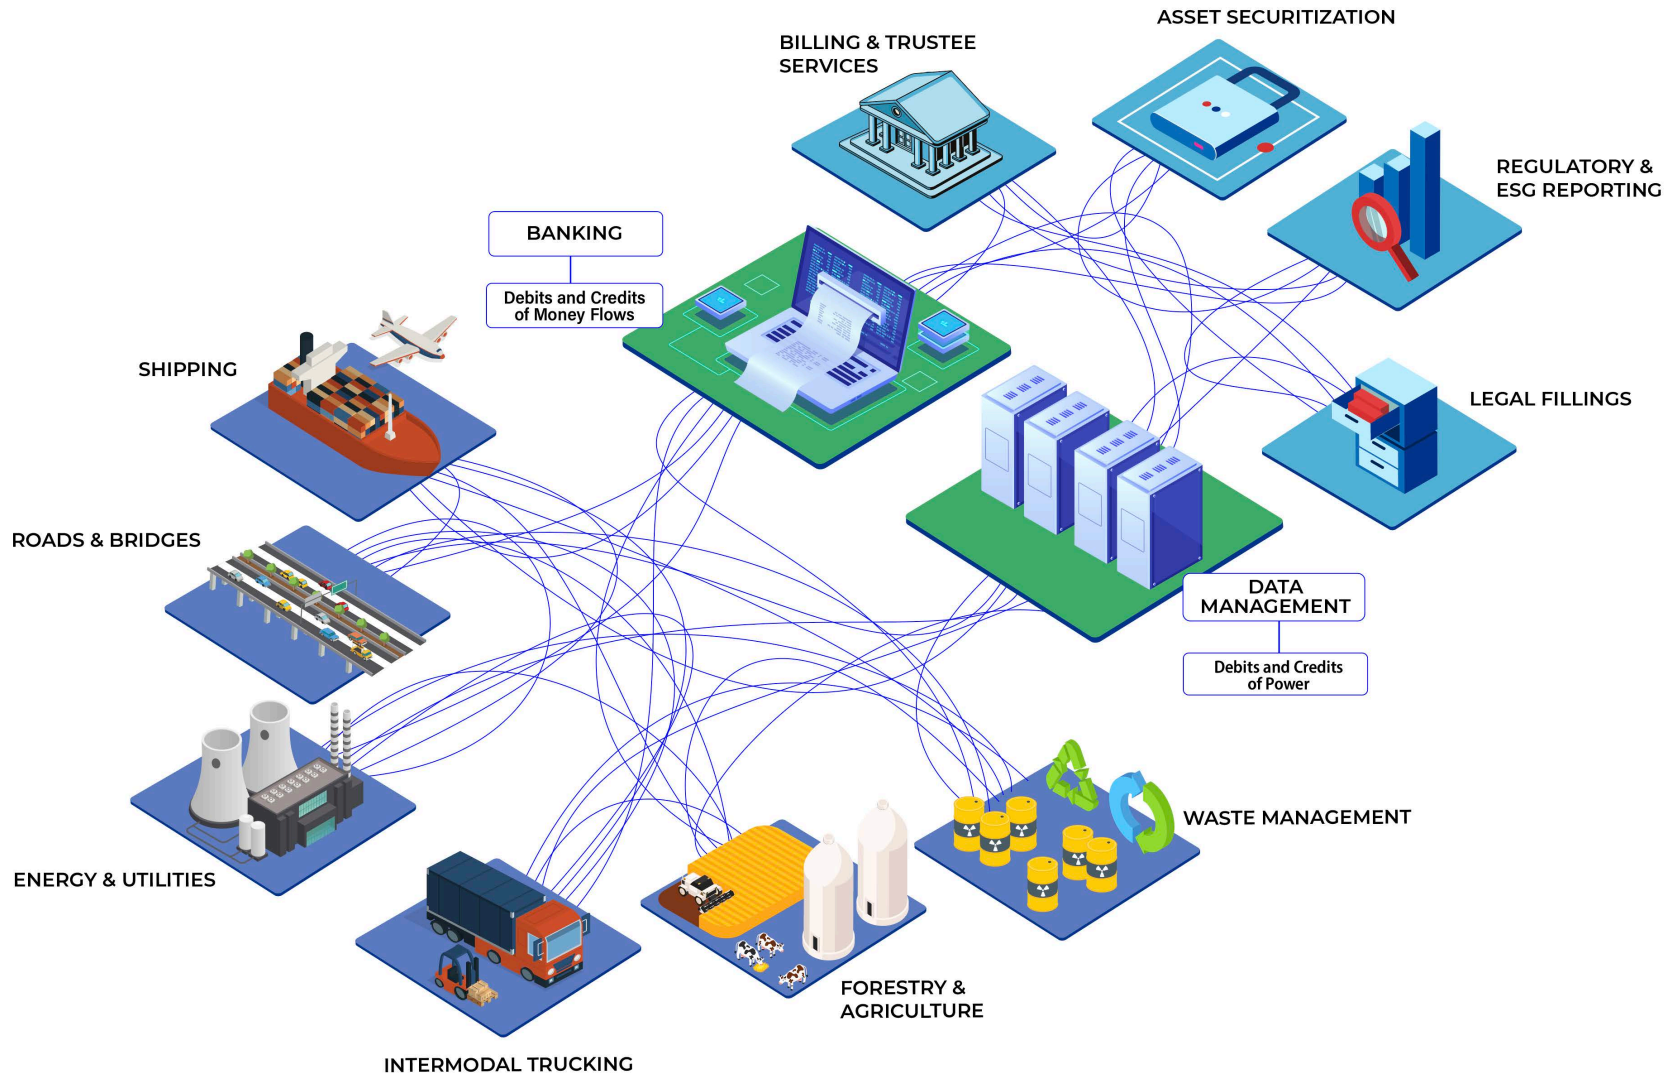 ASSET SECURITIZATION
BILLING & TRUSTEE
SERVICES
REGULATORY &
ESG REPORTING
BANKING
Debits and Credits
of Money Flows
SHIPPING
LEGAL FILLINGS
ROADS & BRIDGES
DATA
MANAGEMENT
Debits and Credits
of Power
WASTE MANAGEMENT
ENERGY & UTILITIES
FORESTRY &
AGRICULTURE
INTERMODAL TRUCKING